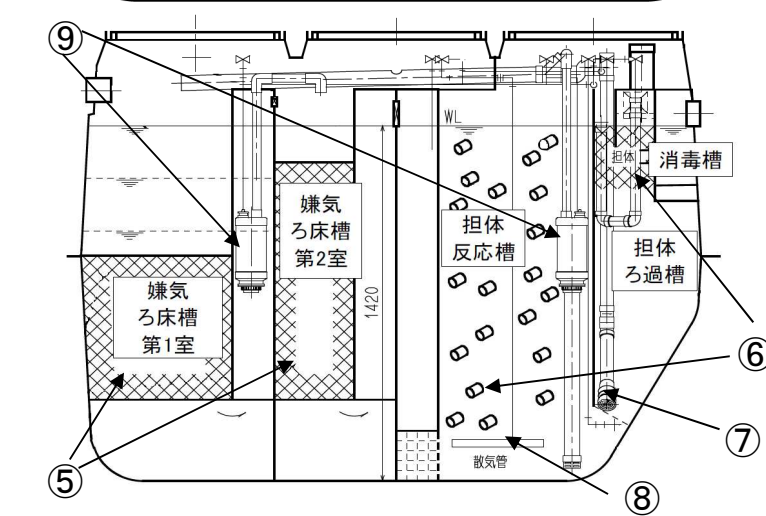 ⑨
WL
担体
消毒槽
嫌気
ろ床槽
第2室
担体
反応槽
担体
ろ過槽
嫌気
ろ床槽
第1室
1420
⑥
⑦
散気管
⑤
⑧